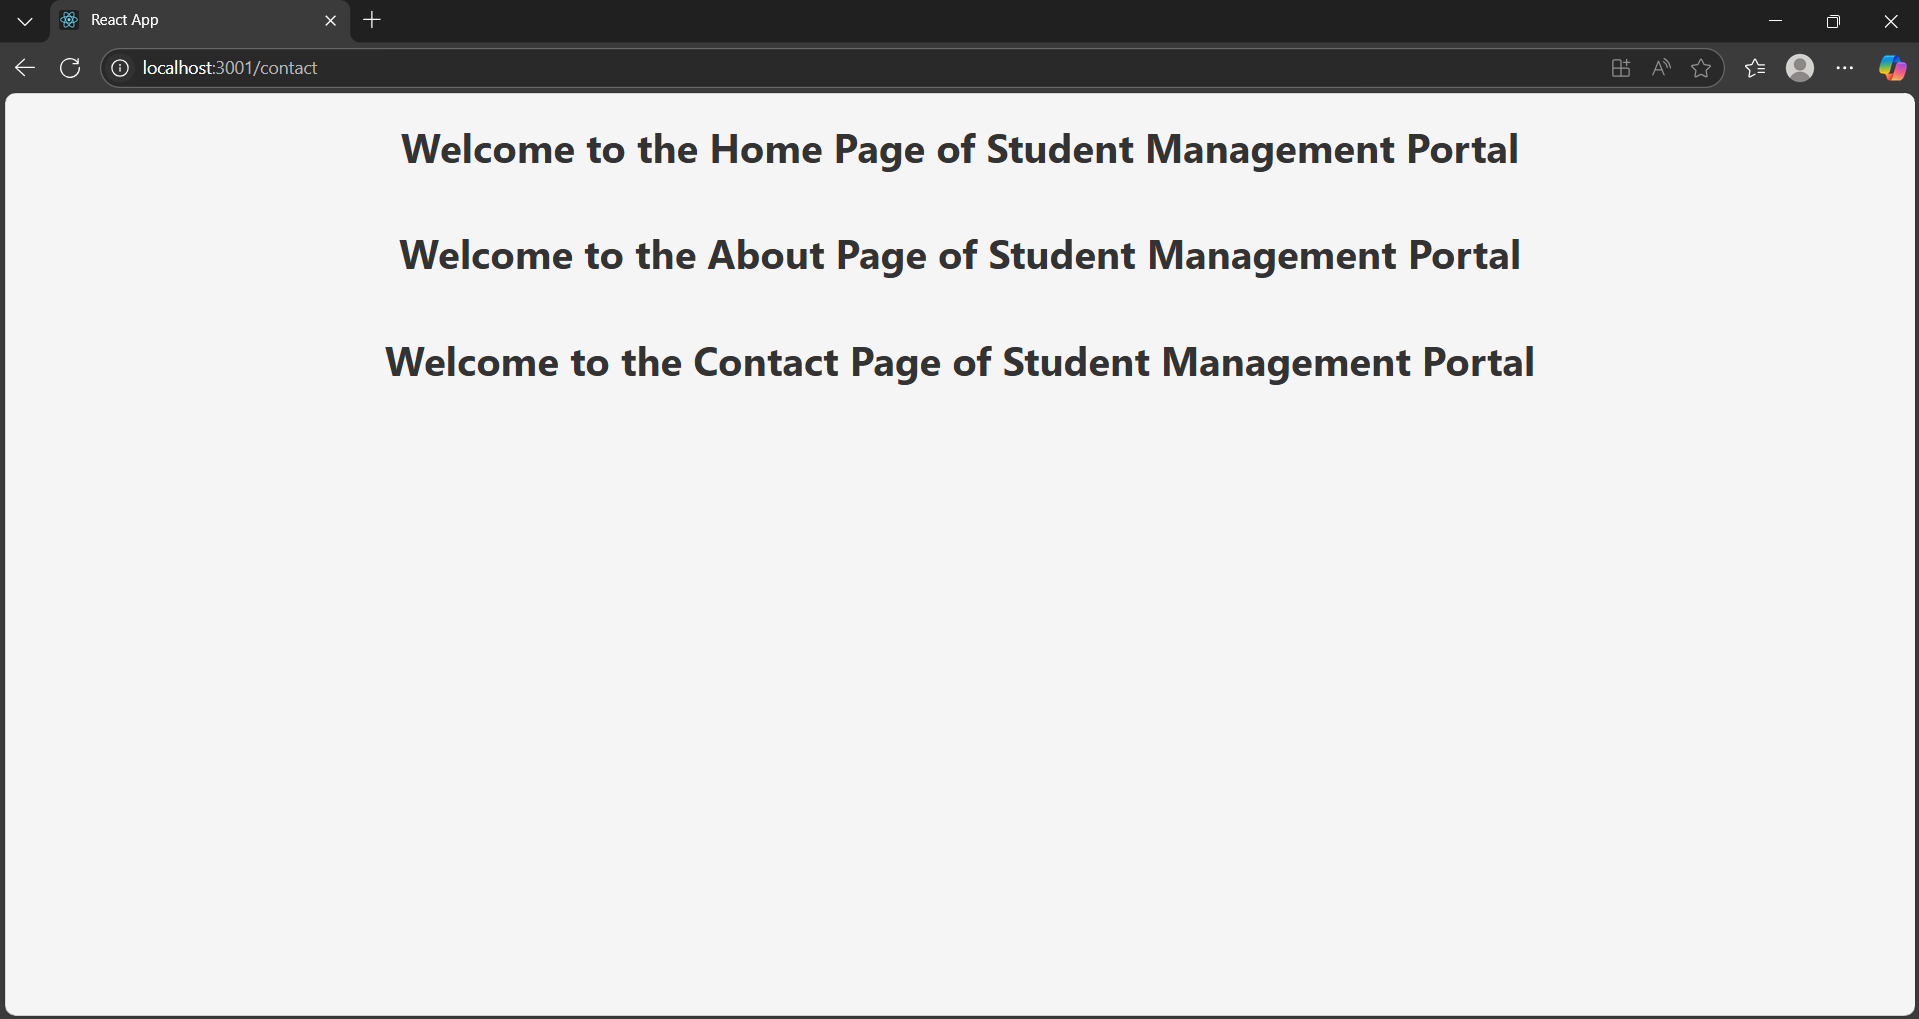 React App
localhost:3001/contact
Welcome to the Home Page of Student Management Portal
Welcome to the About Page of Student Management Portal
Welcome to the Contact Page of Student Management Portal